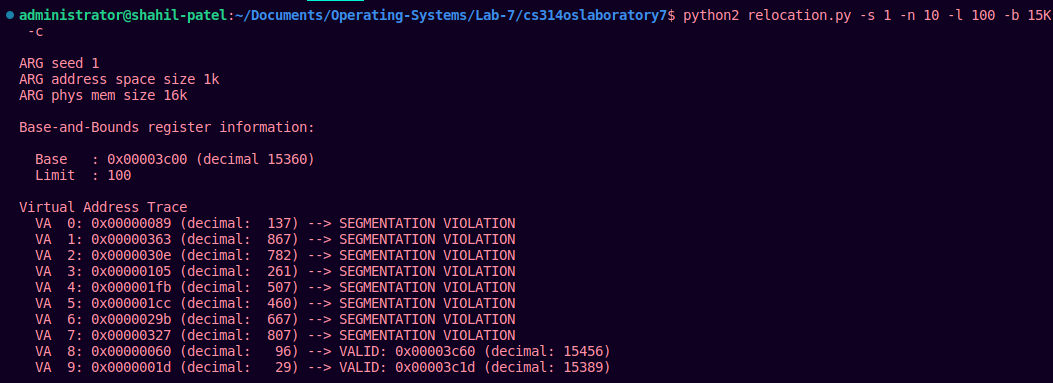 administrator@shahil-patel:~/Documents/Operating-Systems/Lab-7/cs314oslaboratory7$ python2 relocation.py -s 1 -n 10 -l 100 -b 15K
-c
ARG seed 1
ARG address space size 1k
ARG phys mem size 16k
Base-and-Bounds register information:
Base   : 0x00003c00 (decimal 15360)
Limit  : 100
Virtual Address Trace
VA  0: 0x00000089 (decimal:  137) --> SEGMENTATION VIOLATION
VA  1: 0x00000363 (decimal:  867) --> SEGMENTATION VIOLATION
VA  2: 0x0000030e (decimal:  782) --> SEGMENTATION VIOLATION
VA  3: 0x00000105 (decimal:  261) --> SEGMENTATION VIOLATION
VA  4: 0x000001fb (decimal:  507) --> SEGMENTATION VIOLATION
VA  5: 0x000001cc (decimal:  460) --> SEGMENTATION VIOLATION
VA  6: 0x0000029b (decimal:  667) --> SEGMENTATION VIOLATION
VA  7: 0x00000327 (decimal:  807) --> SEGMENTATION VIOLATION
VA  8: 0x00000060 (decimal:   96) --> VALID: 0x00003c60 (decimal: 15456)
VA  9: 0x0000001d (decimal:   29) --> VALID: 0x00003c1d (decimal: 15389)